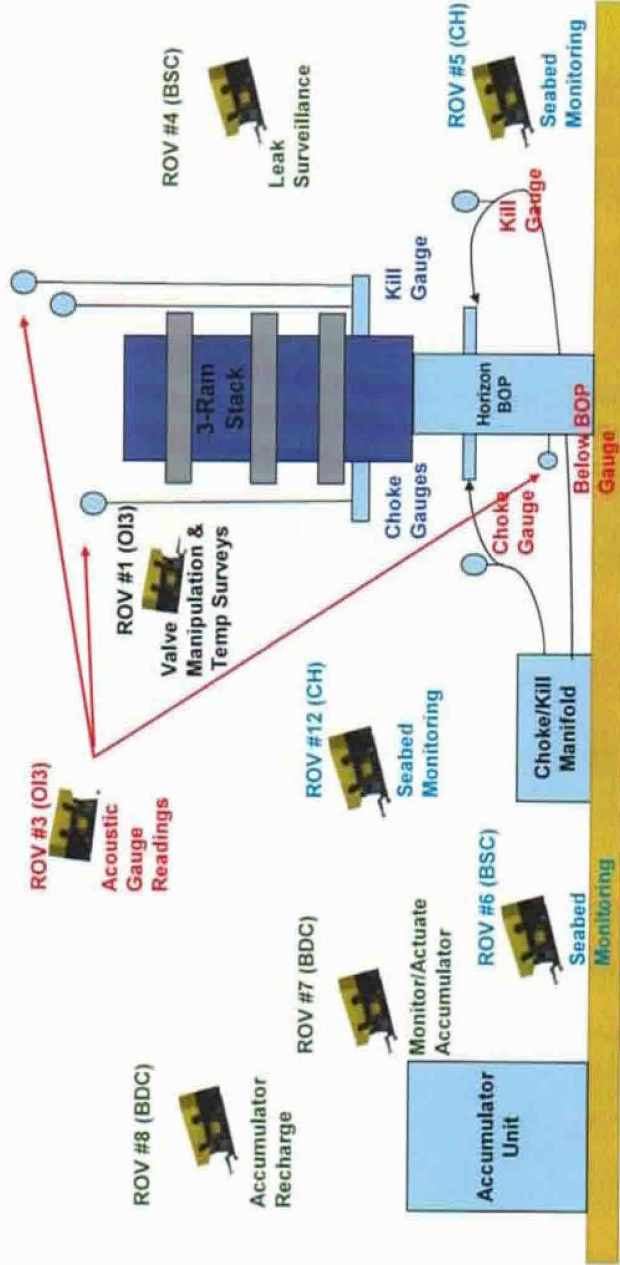 ROV #8 (BDC)
Accumulator
Recharge
ROV #7 (BDC)
Monitor/Actuate
Accumulator
Accumulator
Unit
ROV #6 (BSC)
Seabed
Monitoring
ROV #3 (OI3)
Acoustic
Gauge
Readings
ROV #12 (CH)
Seabed
Monitoring
Choke/Kill
Manifold
ROV #1 (OI3)
Valve
Manipulation &
Temp Surveys
Choke
Gauges
3-Ram
Stack
Kill
Gauge
Choke
Gauge
Horizon
BOP
Below BOP
Gauge
Kill
Gauge
ROV #4 (BSC)
Leak
Surveillance
ROV #5 (CH)
Seabed
Monitoring